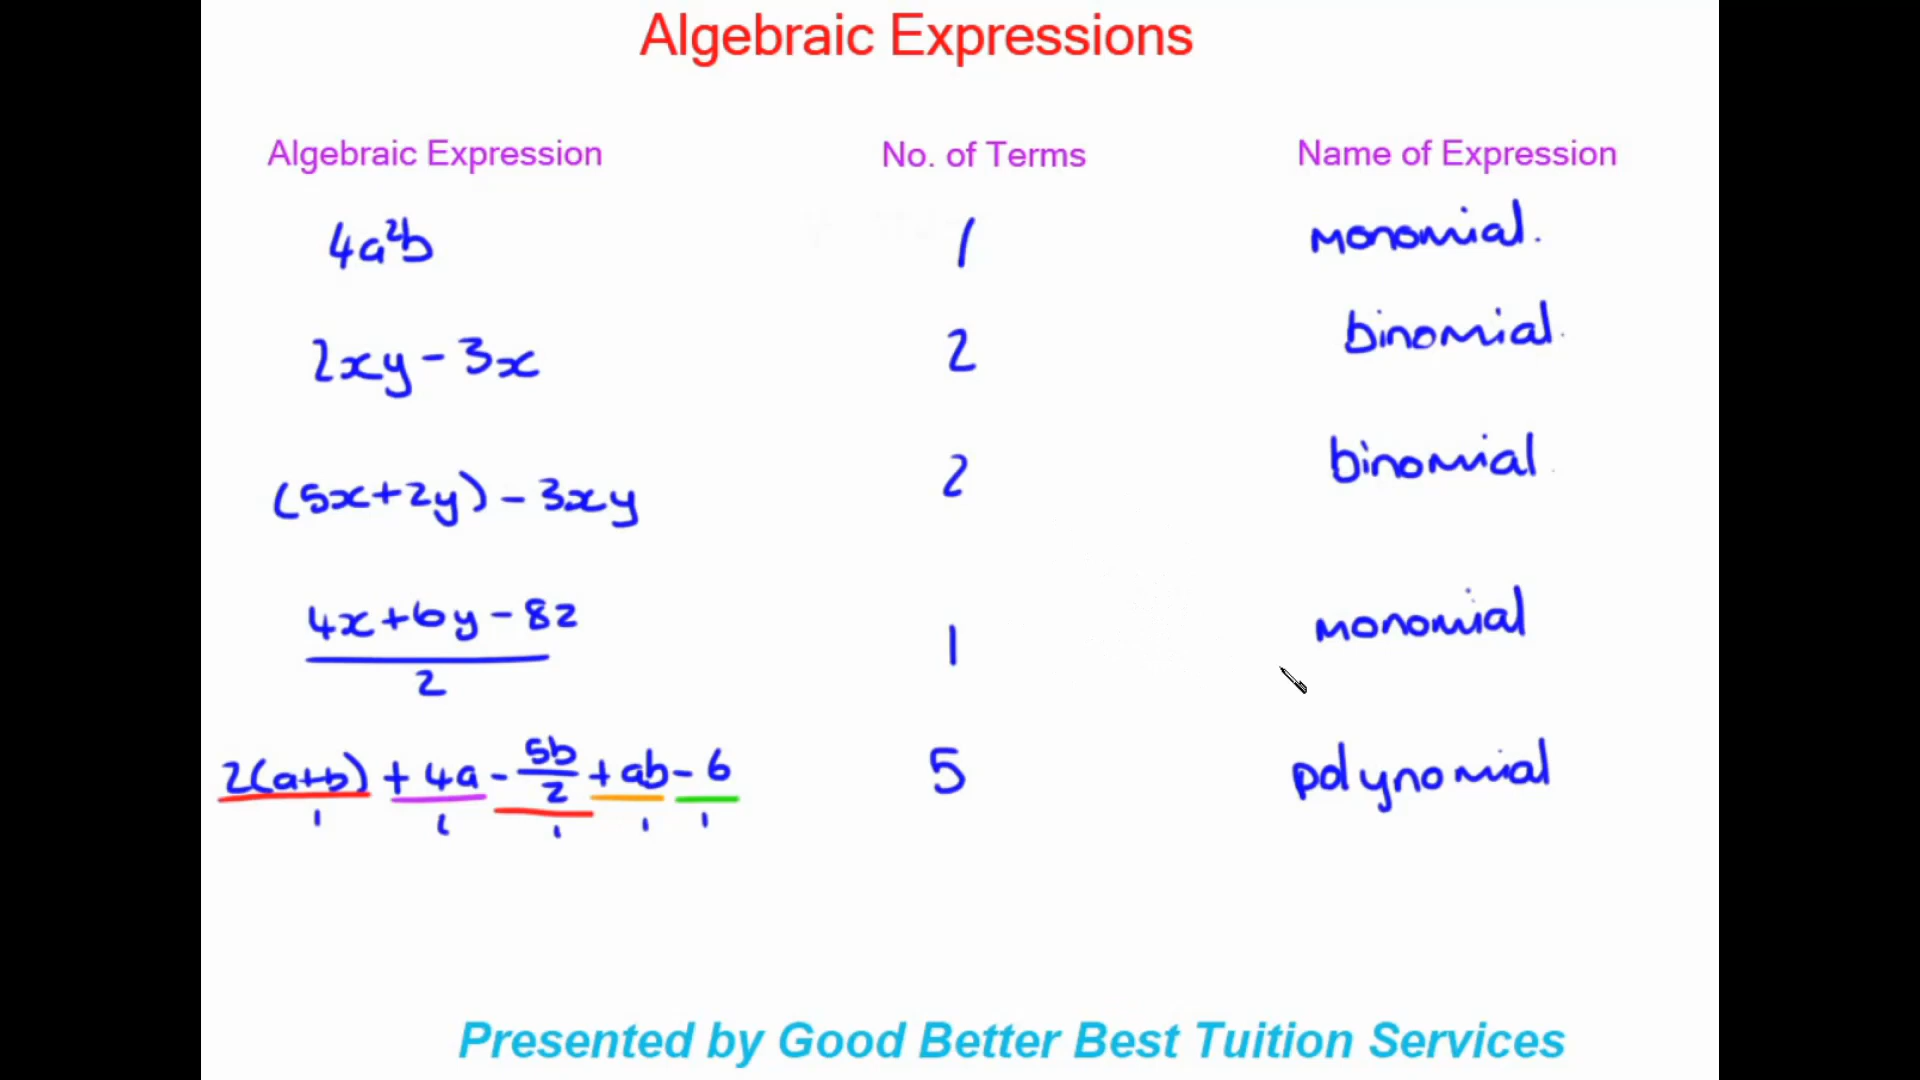 Algebraic Expressions
Algebraic Expression No. of Terms Name of Expression
4a²b 1 monomial.
2xy - 3x 2 binomial.
(5x+2y) - 3xy 2 binomial
4x+6y-8z
2
1 monomial
2(a+b) + 4a - 5b/2 + ab - 6 5 polynomial
1 1 1 1 1
Presented by Good Better Best Tuition Services